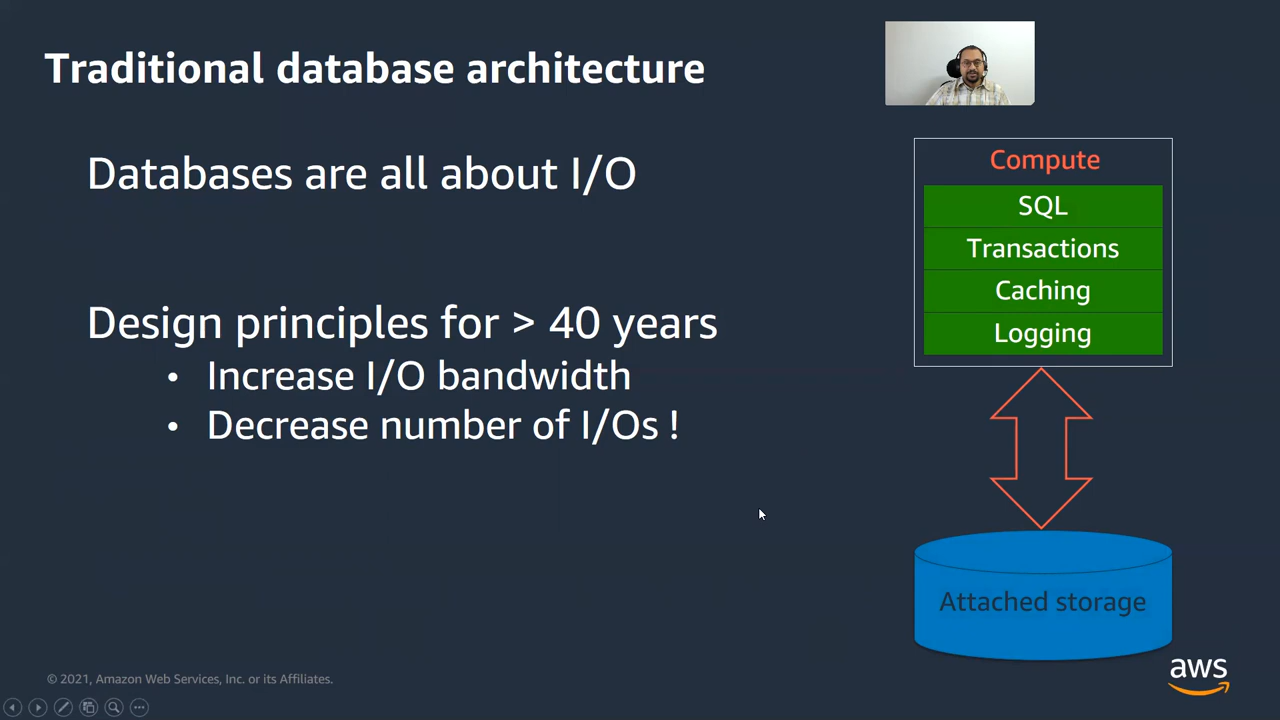 Traditional database architecture
Databases are all about I/O
Design principles for > 40 years
• Increase I/O bandwidth
• Decrease number of I/Os !
Compute
SQL
Transactions
Caching
Logging
Attached storage
© 2021, Amazon Web Services, Inc. or its Affiliates.
aws